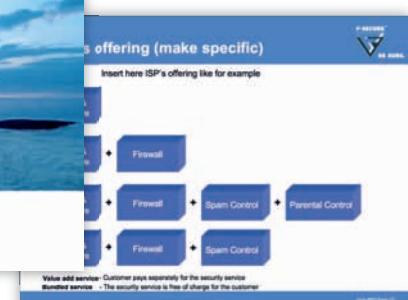 s offering (make specific)
F-SECURE
BE SURE.
Insert here ISP's offering like for example
+ Firewall
+ Firewall + Spam Control + Parental Control
+ Firewall + Spam Control
Value add service - Customer pays separately for the security service
Bundled service - The security service is free of charge for the customer